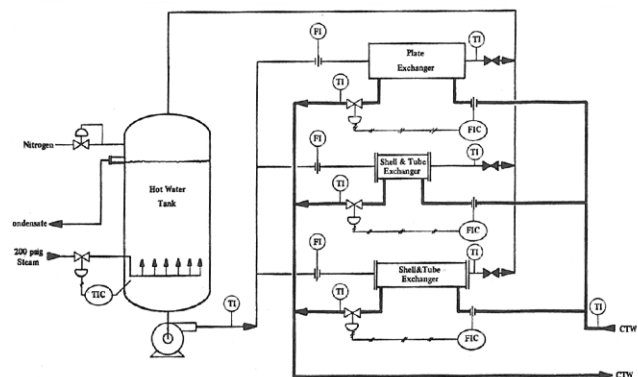 FI
TI
Plate
Exchanger
TI
FIC
Nitrogen
Hot Water
Tank
ondensate
200 psig
Steam
TIC
TI
FI
Shell & Tube
Exchanger
TI
TI
FIC
FI
Shell&Tube
Exchanger
TI
TI
FIC
TI
CTW
CTW